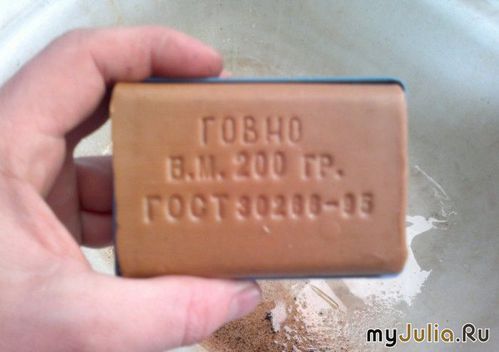 ГОВНО
В.М. 200 ГР.
ГОСТ 30266-95
myJulia.Ru